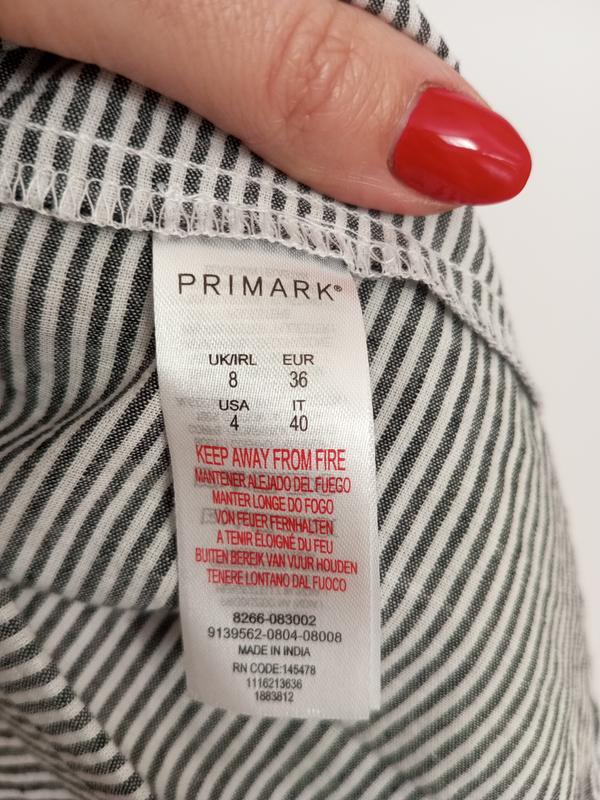 PRIMARK®
UK/IRL EUR
8 36
USA IT
4 40
KEEP AWAY FROM FIRE
MANTENER ALEJADO DEL FUEGO
MANTER LONGE DO FOGO
VON FEUER FERNHALTEN
A TENIR ÉLOIGNÉ DU FEU
BUITEN BEREIK VAN VUUR HOUDEN
TENERE LONTANO DAL FUOCO
8266-083002
9139562-0804-08008
MADE IN INDIA
RN CODE:145478
1116213636
1883812